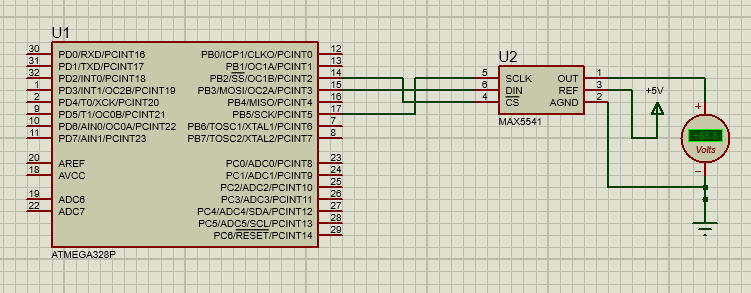 U1
30 PD0/RXD/PCINT16 PB0/ICP1/CLKO/PCINT0 12
31 PD1/TXD/PCINT17 PB1/OC1A/PCINT1 13
32 PD2/INT0/PCINT18 PB2/SS/OC1B/PCINT2 14
1 PD3/INT1/OC2B/PCINT19 PB3/MOSI/OC2A/PCINT3 15
2 PD4/T0/XCK/PCINT20 PB4/MISO/PCINT4 16
9 PD5/T1/OC0B/PCINT21 PB5/SCK/PCINT5 17
10 PD6/AIN0/OC0A/PCINT22 PB6/TOSC1/XTAL1/PCINT6 7
11 PD7/AIN1/PCINT23 PB7/TOSC2/XTAL2/PCINT7 8
20 AREF PC0/ADC0/PCINT8 23
18 AVCC PC1/ADC1/PCINT9 24
PC2/ADC2/PCINT10 25
19 ADC6 PC3/ADC3/PCINT11 26
22 ADC7 PC4/ADC4/SDA/PCINT12 27
PC5/ADC5/SCL/PCINT13 28
PC6/RESET/PCINT14 29
ATMEGA328P
U2
5 SCLK OUT 1
6 DIN REF 3
4 CS AGND 2
MAX5541
+5V
+
+88.8
Volts
−